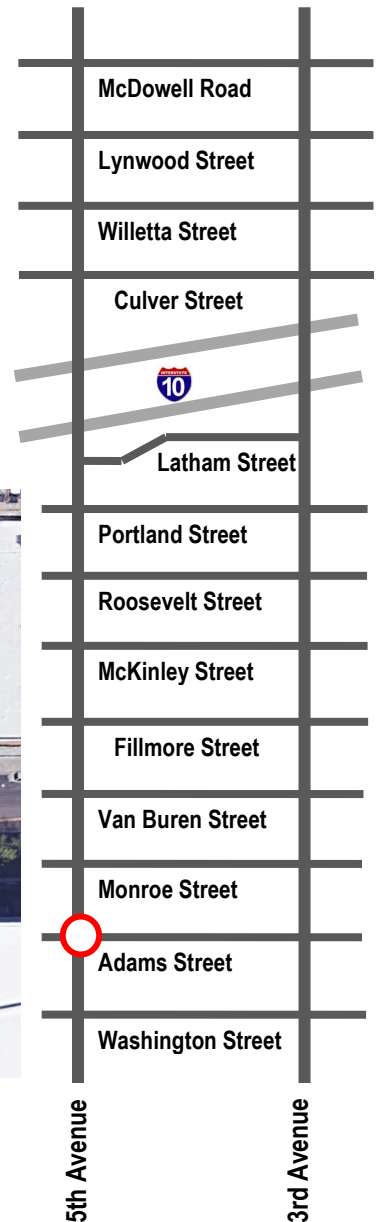 McDowell Road
Lynwood Street
Willetta Street
Culver Street
INTERSTATE
10
Latham Street
Portland Street
Roosevelt Street
McKinley Street
Fillmore Street
Van Buren Street
Monroe Street
Adams Street
Washington Street
5th Avenue
3rd Avenue